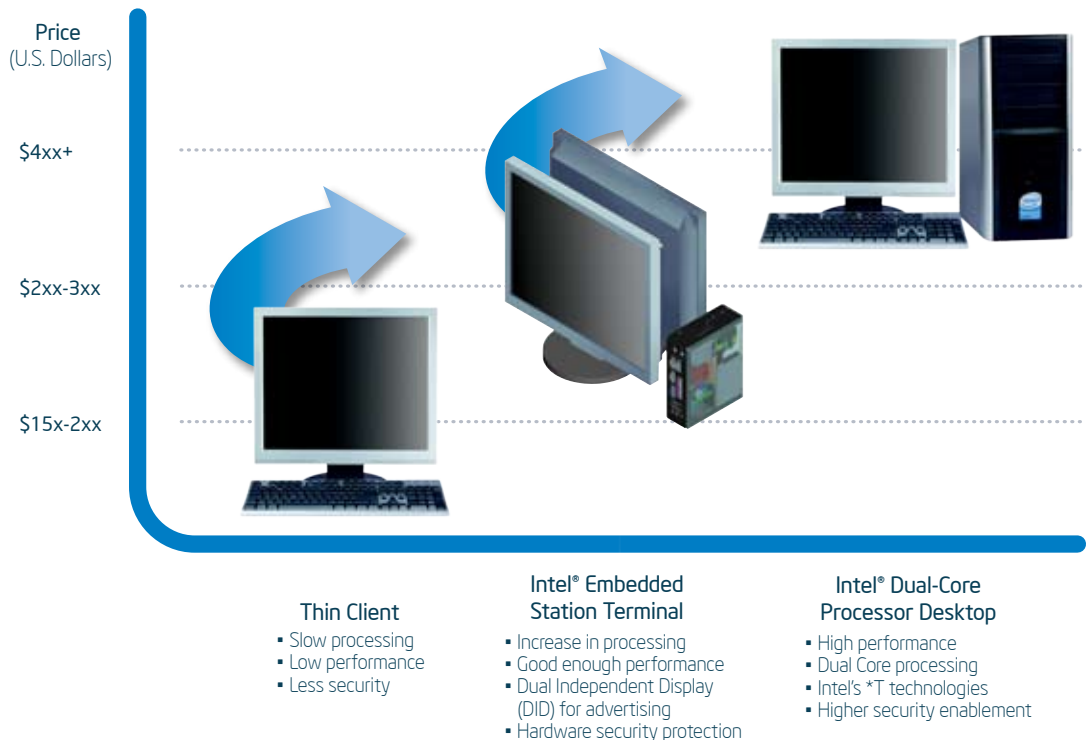 Price
(U.S. Dollars)
$4xx+
$2xx-3xx
$15x-2xx
Thin Client
▪ Slow processing
▪ Low performance
▪ Less security
Intel® Embedded
Station Terminal
▪ Increase in processing
▪ Good enough performance
▪ Dual Independent Display
(DID) for advertising
▪ Hardware security protection
Intel® Dual-Core
Processor Desktop
▪ High performance
▪ Dual Core processing
▪ Intel's *T technologies
▪ Higher security enablement